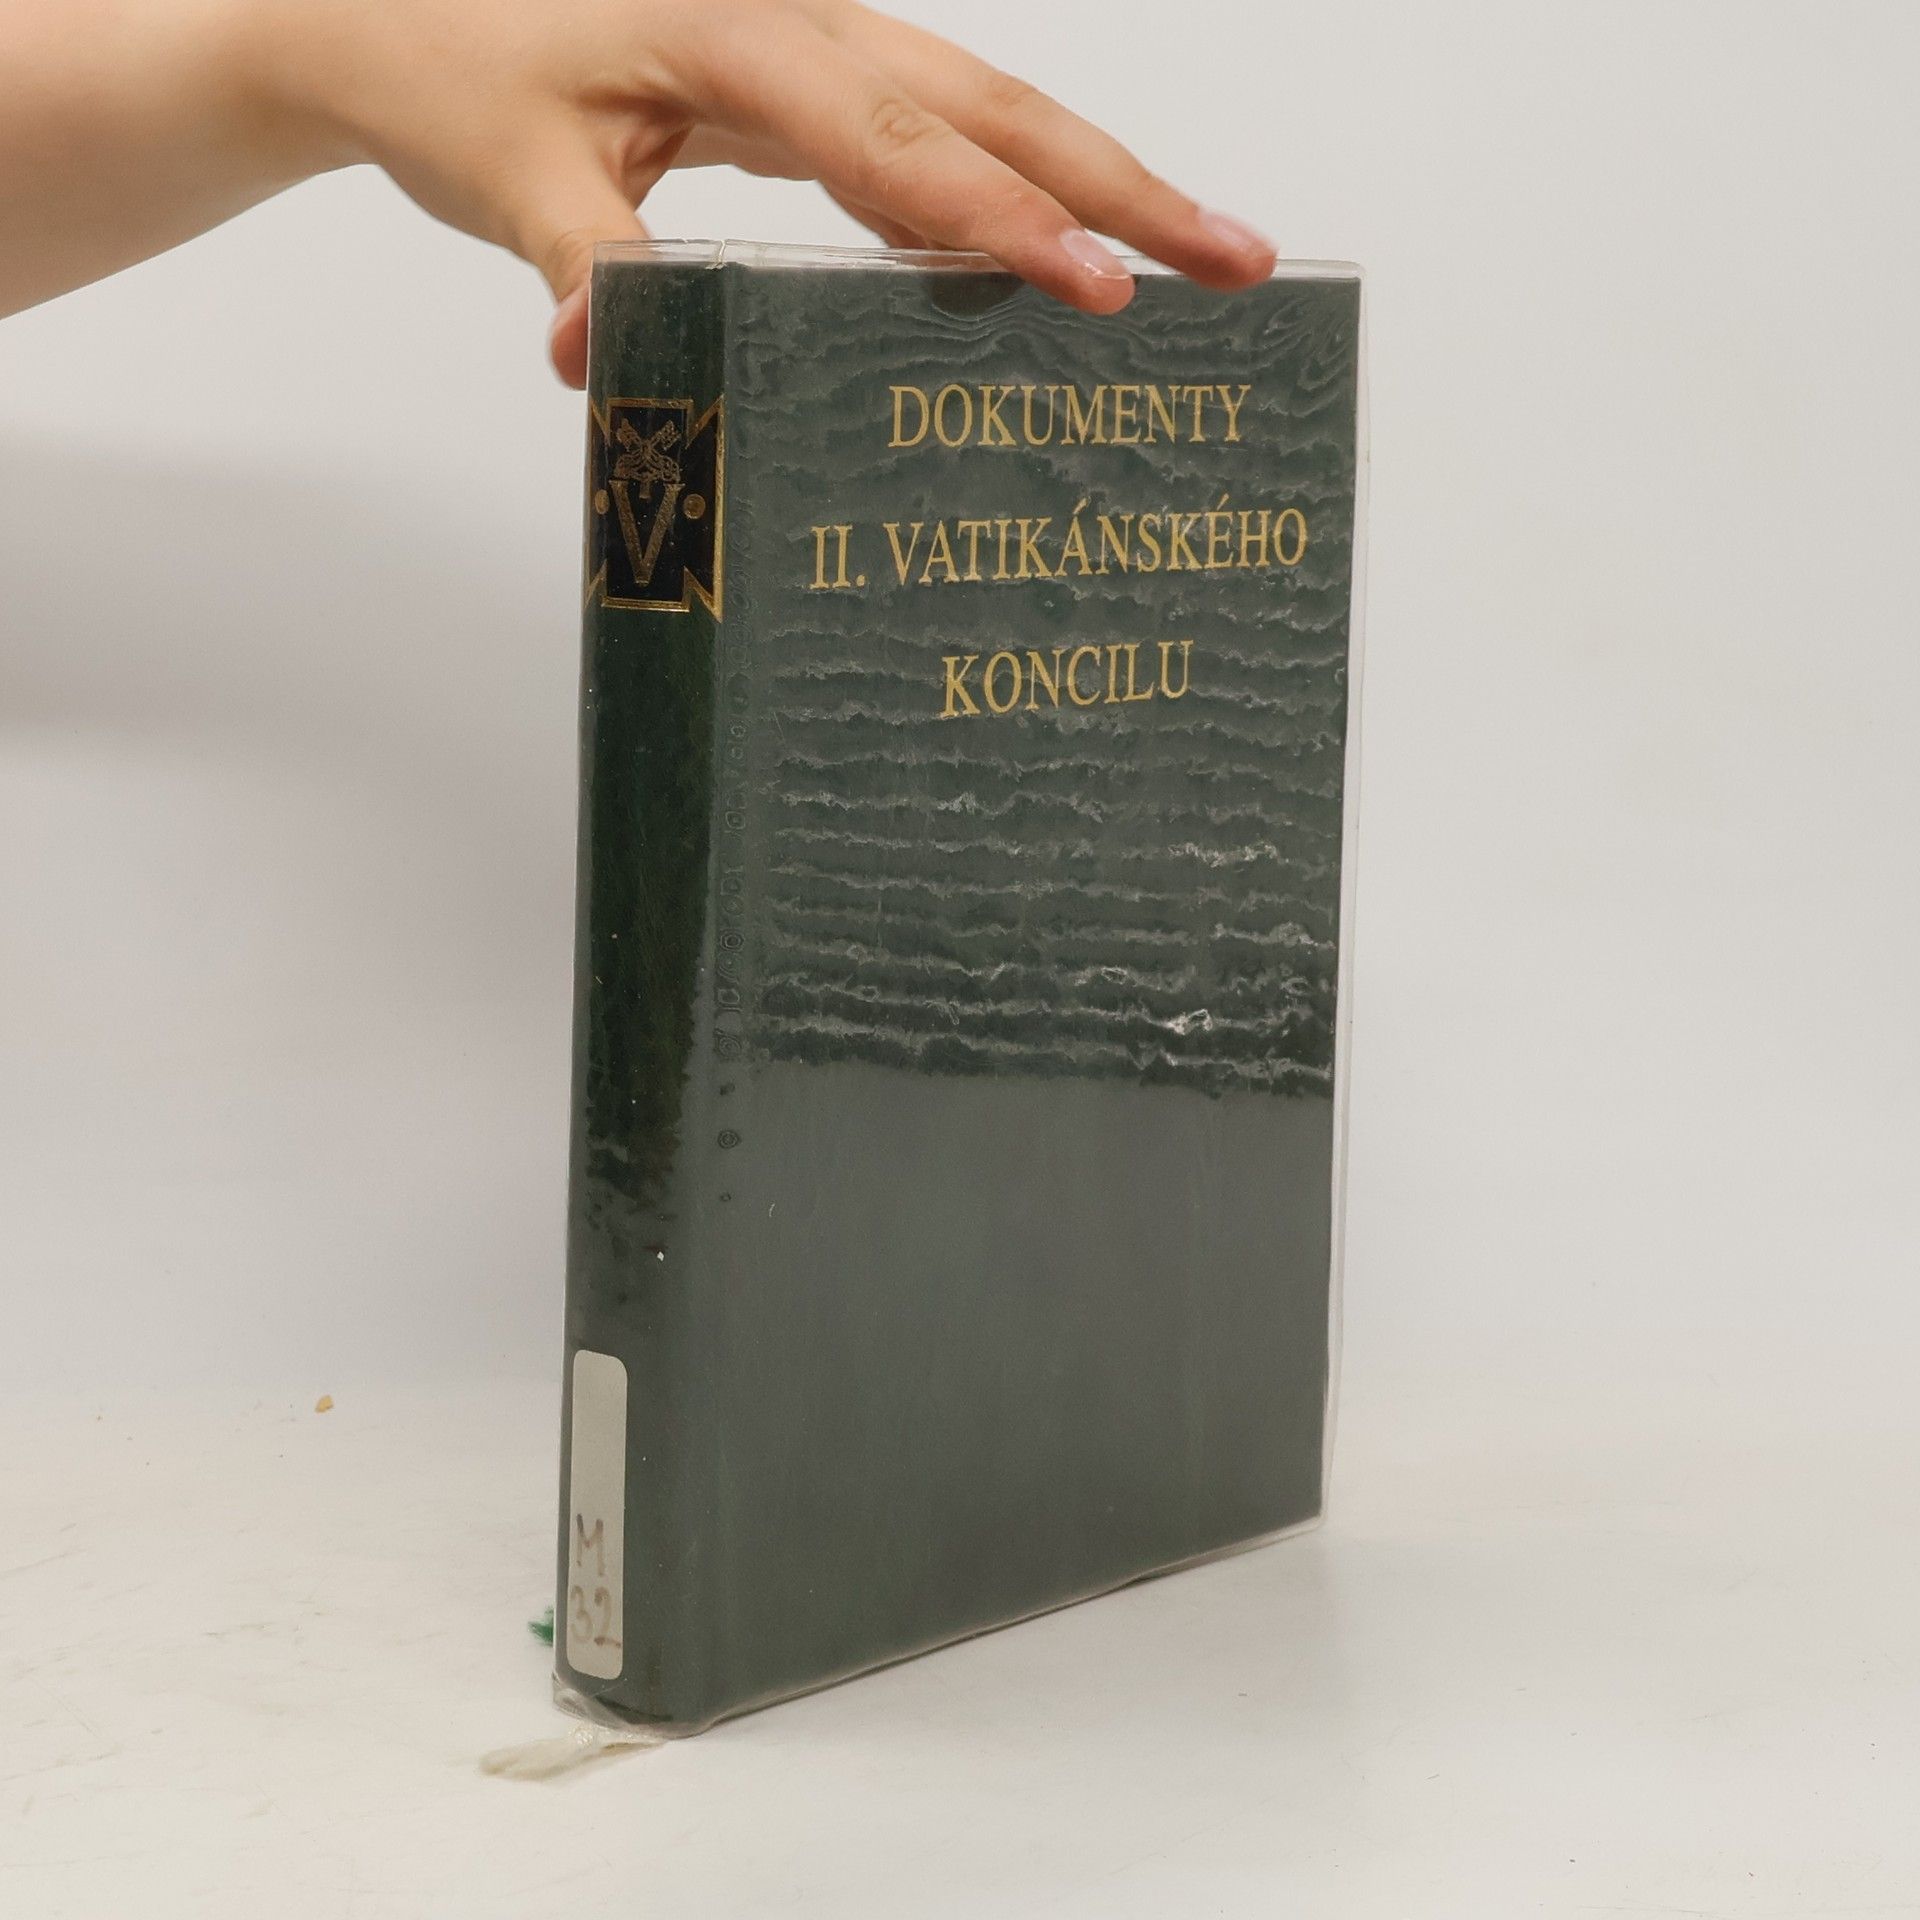 DOKUMENTY
II. VATIKÁNSKÉHO
KONCILU
V
M
32